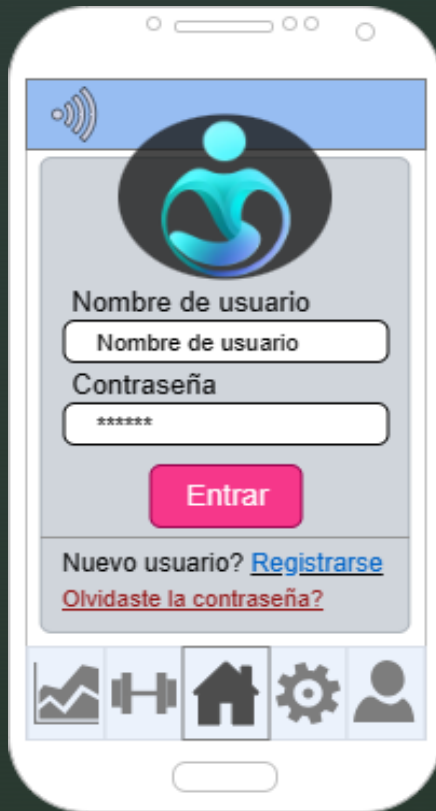 Nombre de usuario
Nombre de usuario
Contraseña
******
Entrar
Nuevo usuario? Registrarse
Olvidaste la contraseña?